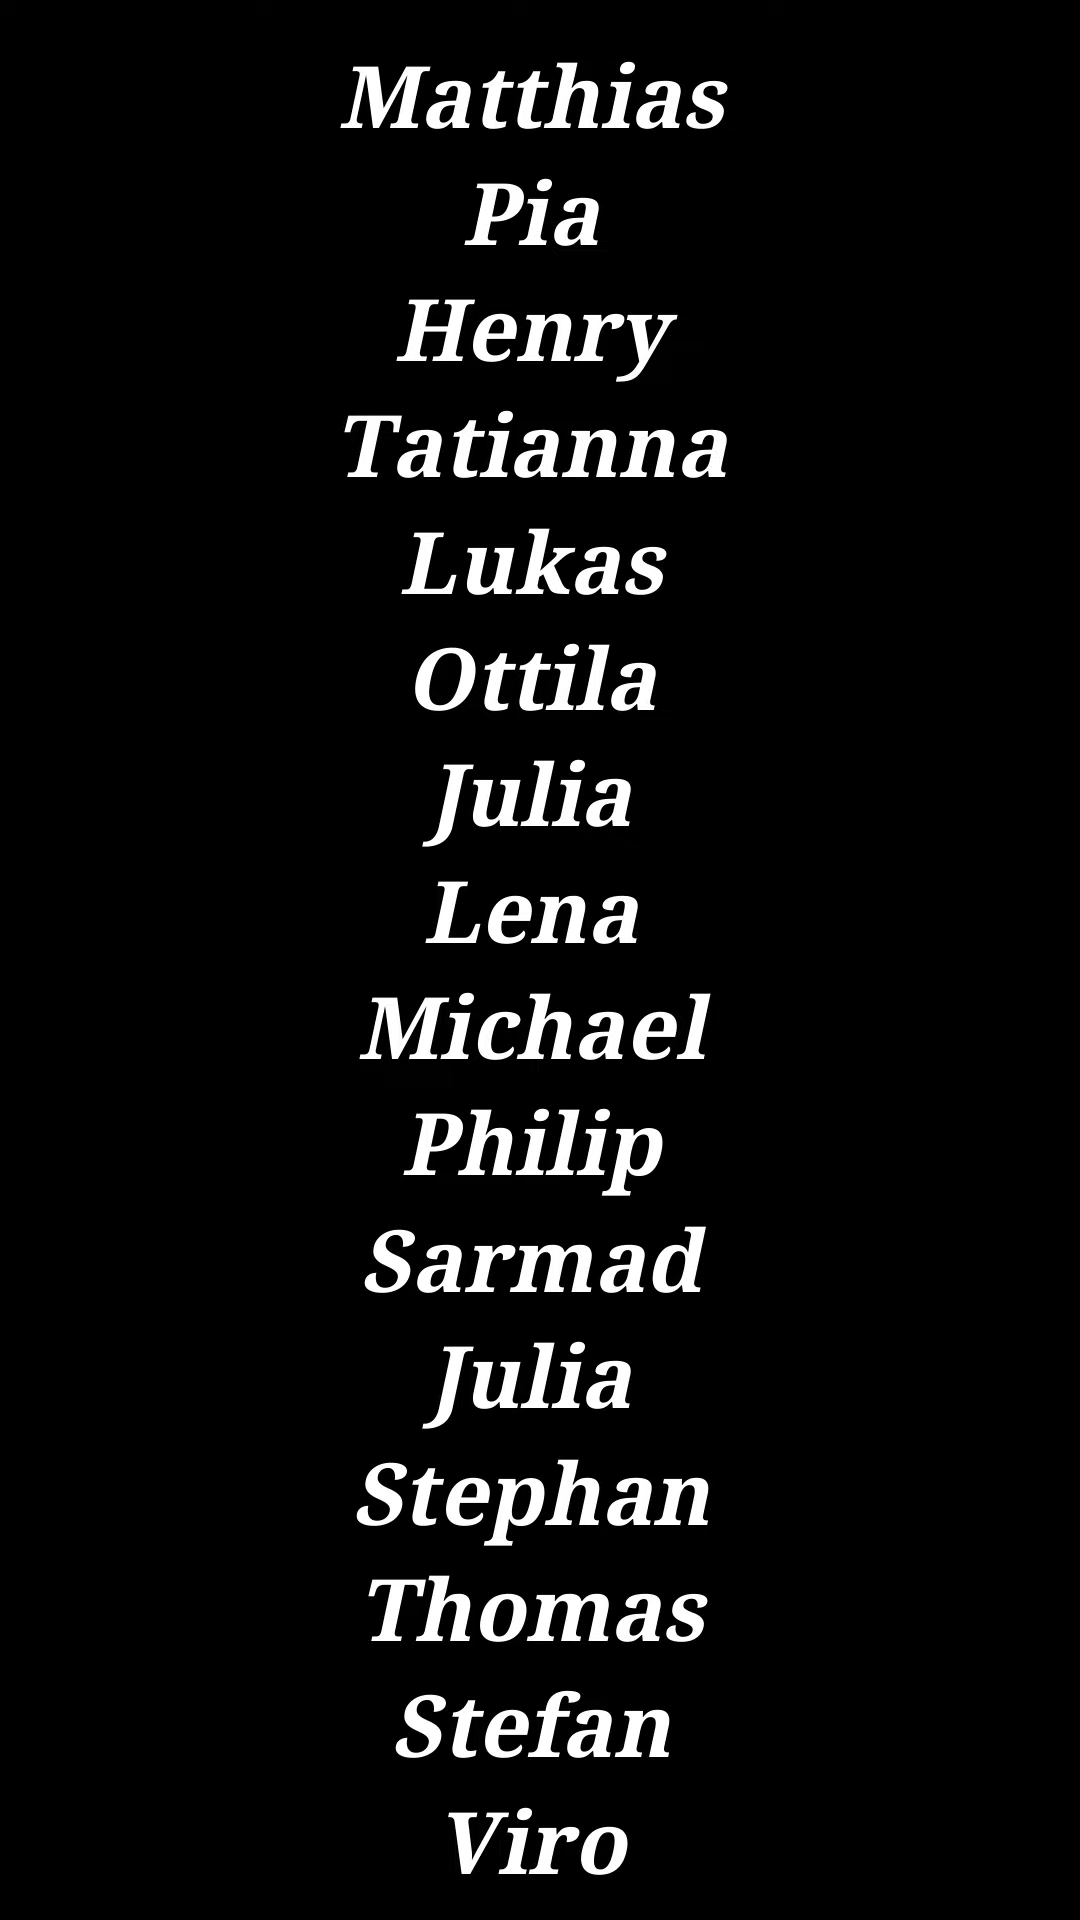 Matthias
Pia
Henry
Tatianna
Lukas
Ottila
Julia
Lena
Michael
Philip
Sarmad
Julia
Stephan
Thomas
Stefan
Viro